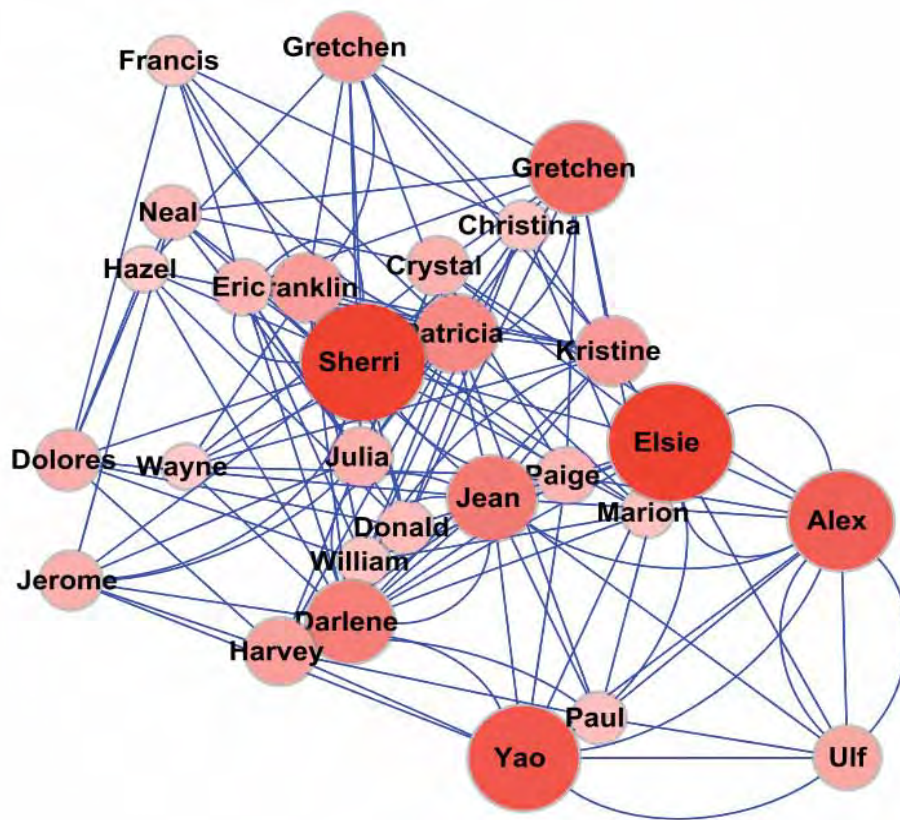 Francis
Gretchen
Gretchen
Neal
Christina
Hazel
Crystal
Eric
ranklin
atricia
Sherri
Kristine
Elsie
Dolores
Wayne
Julia
Paige
Jean
Marion
Alex
Donald
William
Jerome
Darlene
Harvey
Paul
Yao
Ulf